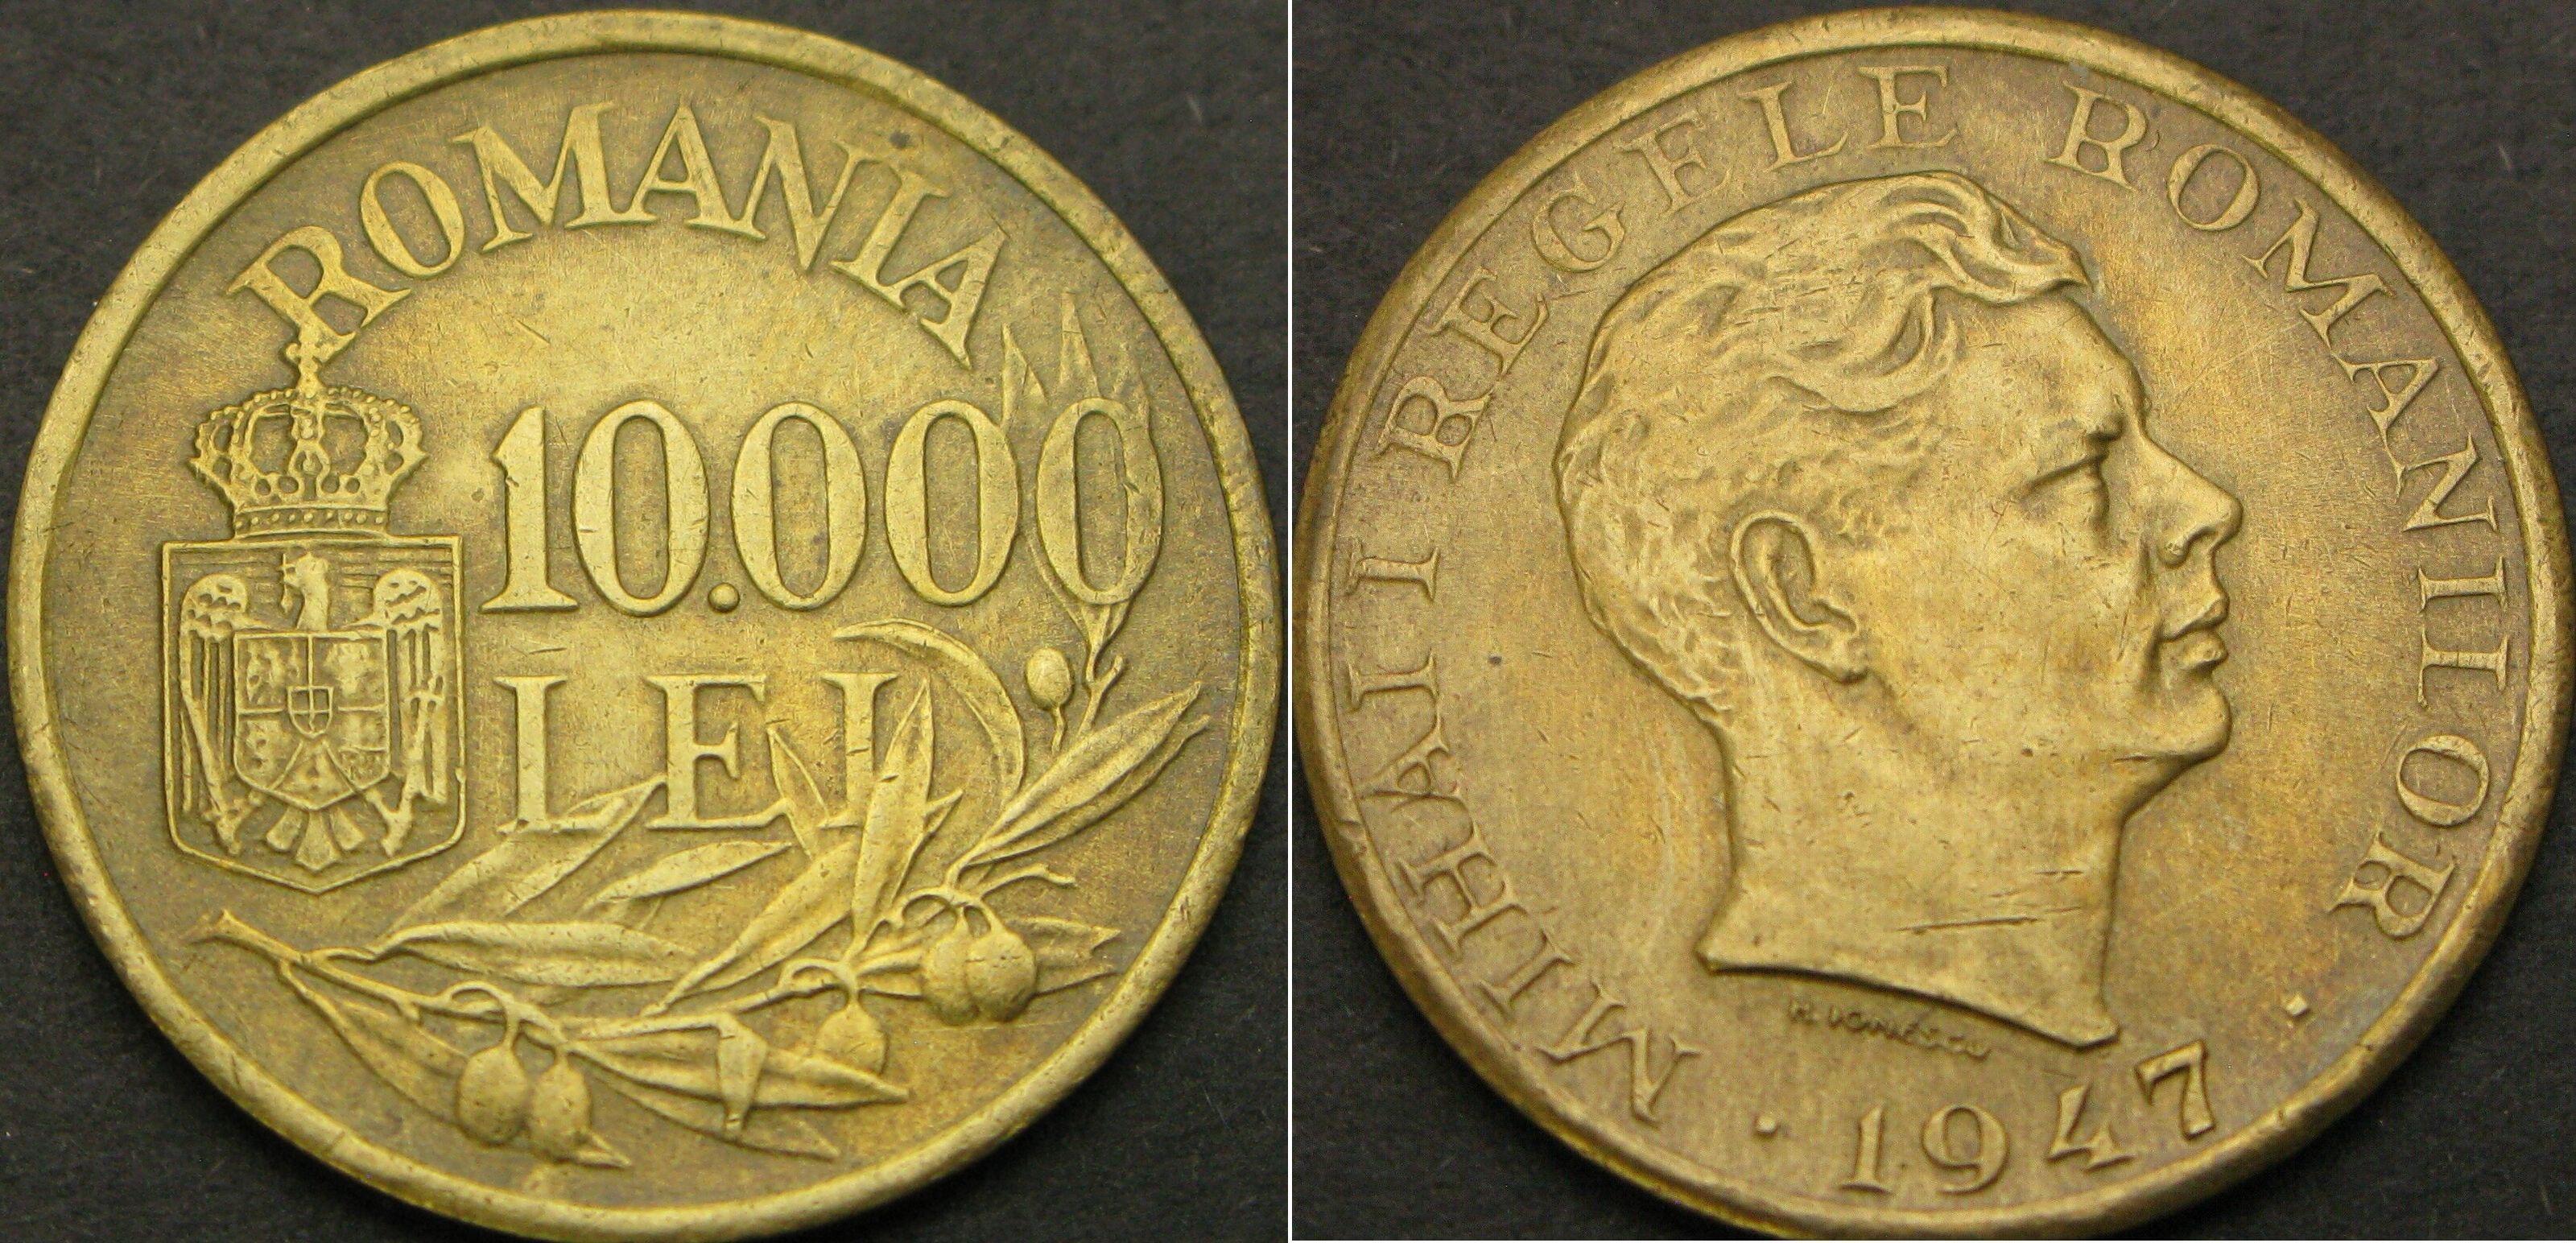 ROMANIA
10.000
LEI
MIHAI I REGELE ROMANILOR
H. IONESCU
· 1947 ·